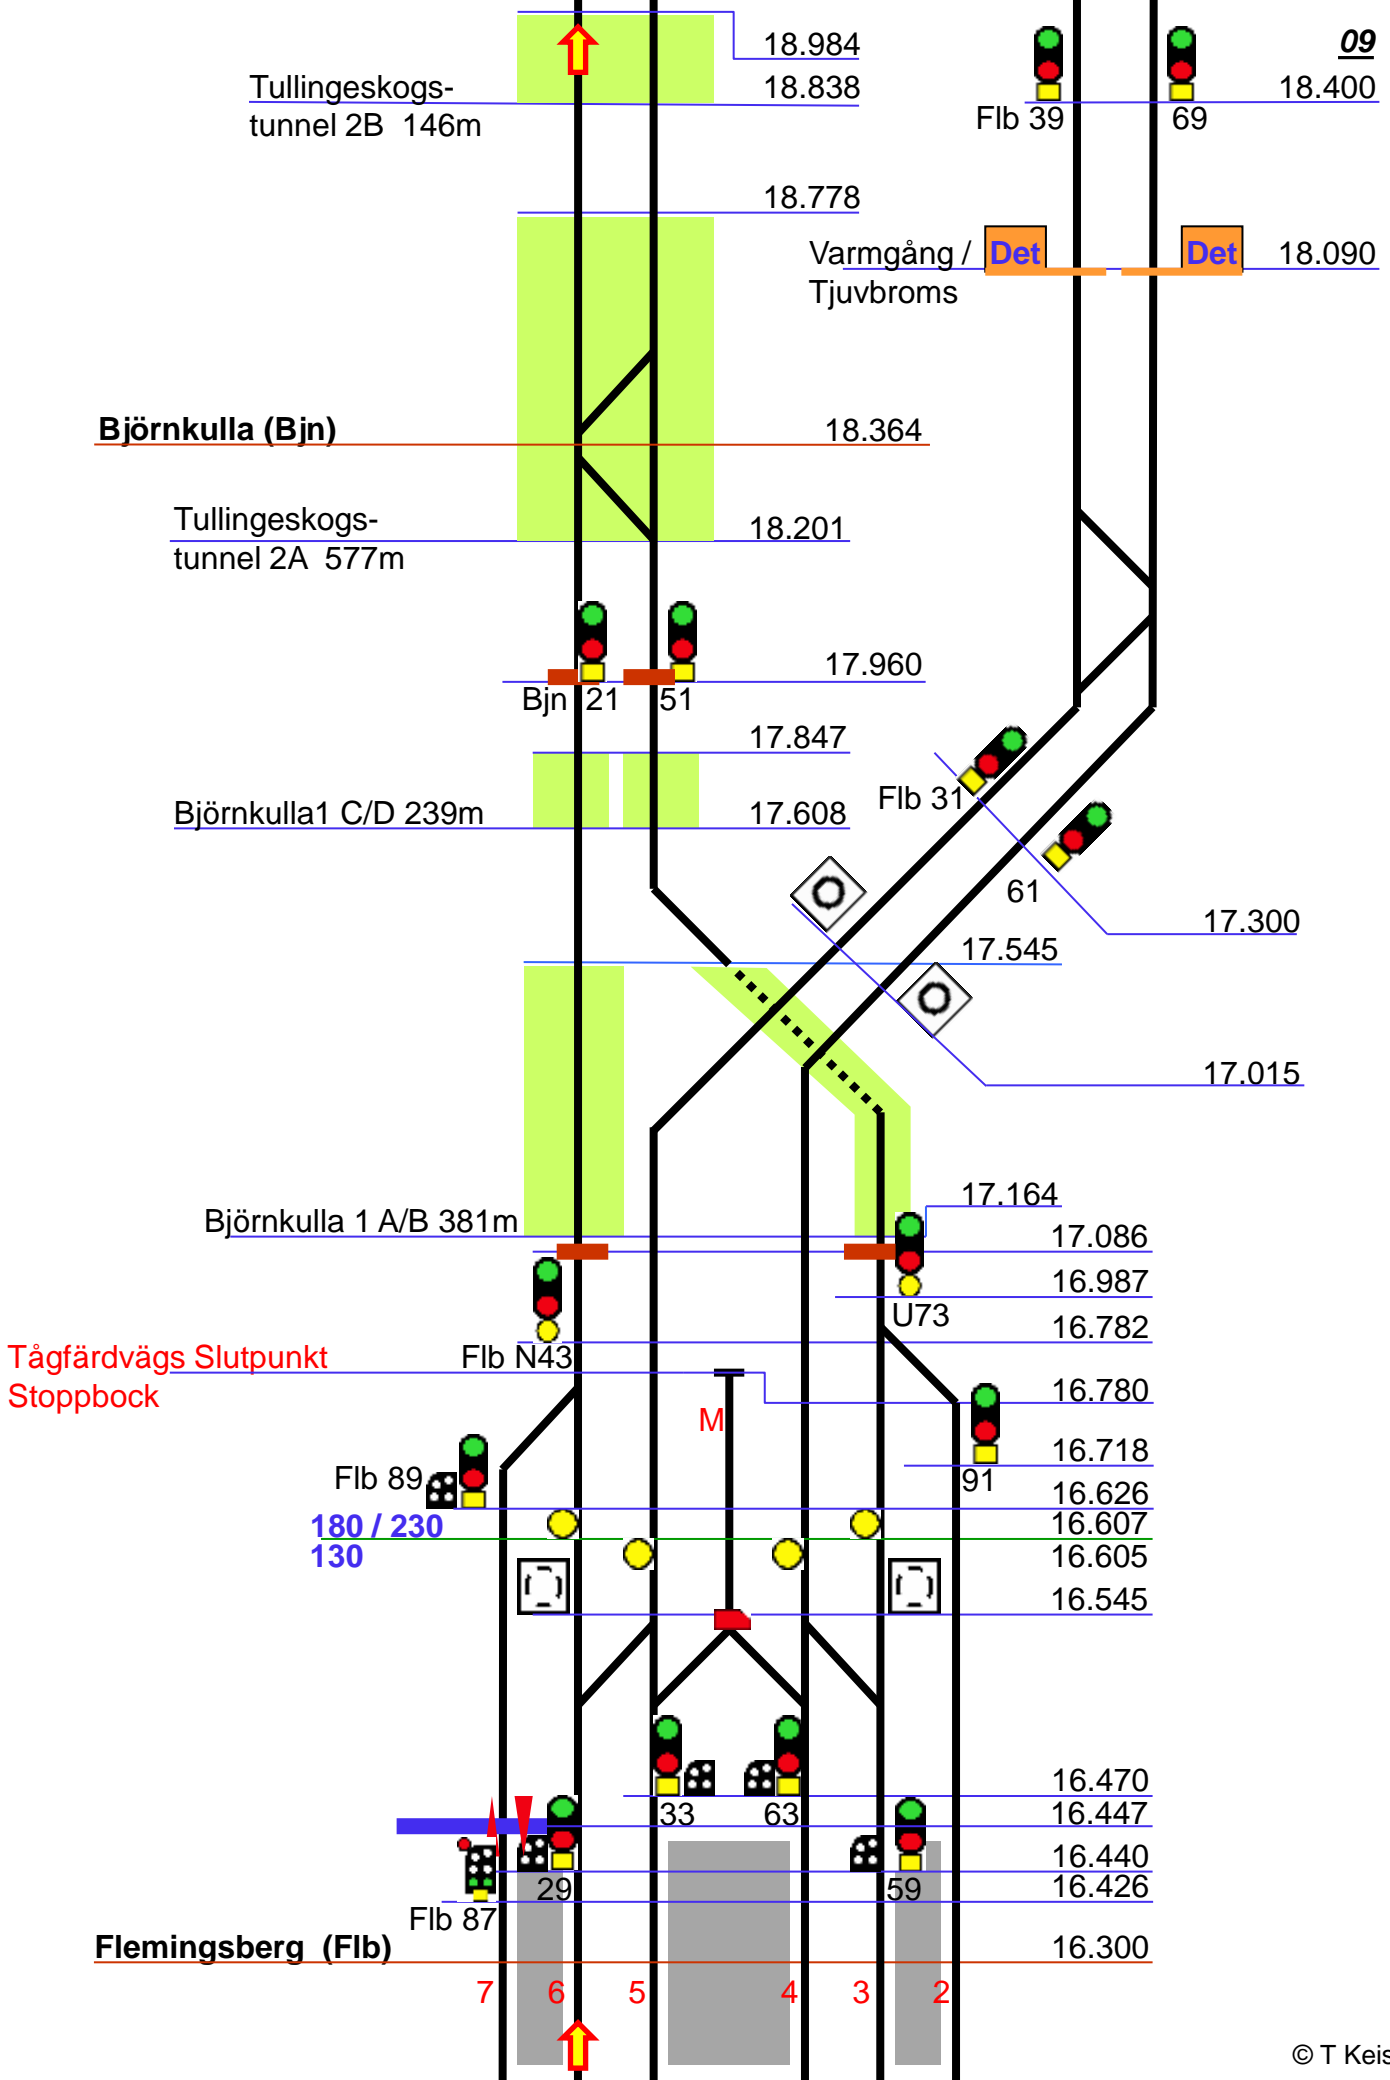 18.984
09
Tullingeskogs-
tunnel 2B 146m
18.838
Flb 39
69
18.400
18.778
Varmgång /
Tjuvbroms
Det
Det
18.090
Björnkulla (Bjn)
18.364
Tullingeskogs-
tunnel 2A 577m
18.201
17.960
Bjn 21
51
17.847
Björnkulla1 C/D 239m
17.608
Flb 31
61
17.300
17.545
17.015
17.164
Björnkulla 1 A/B 381m
17.086
16.987
U73
16.782
Tågfärdvägs Slutpunkt
Stoppbock
Flb N43
16.780
M
16.718
Flb 89
91
16.626
180 / 230
16.607
130
16.605
16.545
16.470
33
63
16.447
16.440
29
59
16.426
Flb 87
Flemingsberg (Flb)
16.300
7
6
5
4
3
2
© T Keis